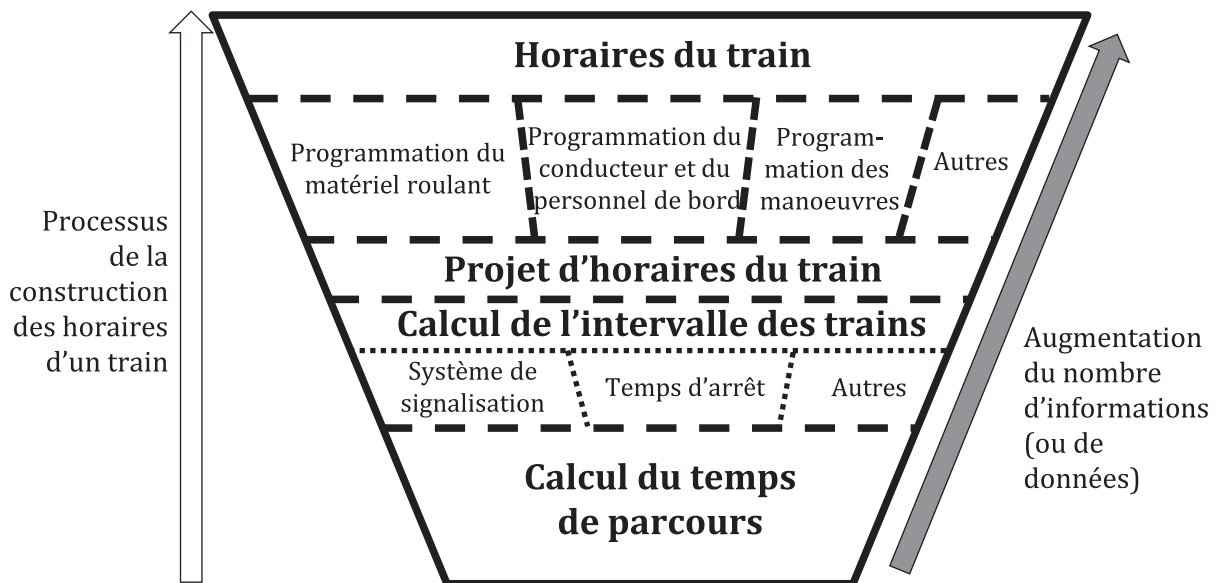 Horaires du train
Programmation du
matériel roulant
Programmation du
conducteur et du
personnel de bord
Program-
mation des
manoeuvres
Autres
Projet d'horaires du train
Calcul de l'intervalle des trains
Système de
signalisation
Temps d'arrêt
Autres
Calcul du temps
de parcours
Processus
de la
construction
des horaires
d'un train
Augmentation
du nombre
d'informations
(ou de
données)